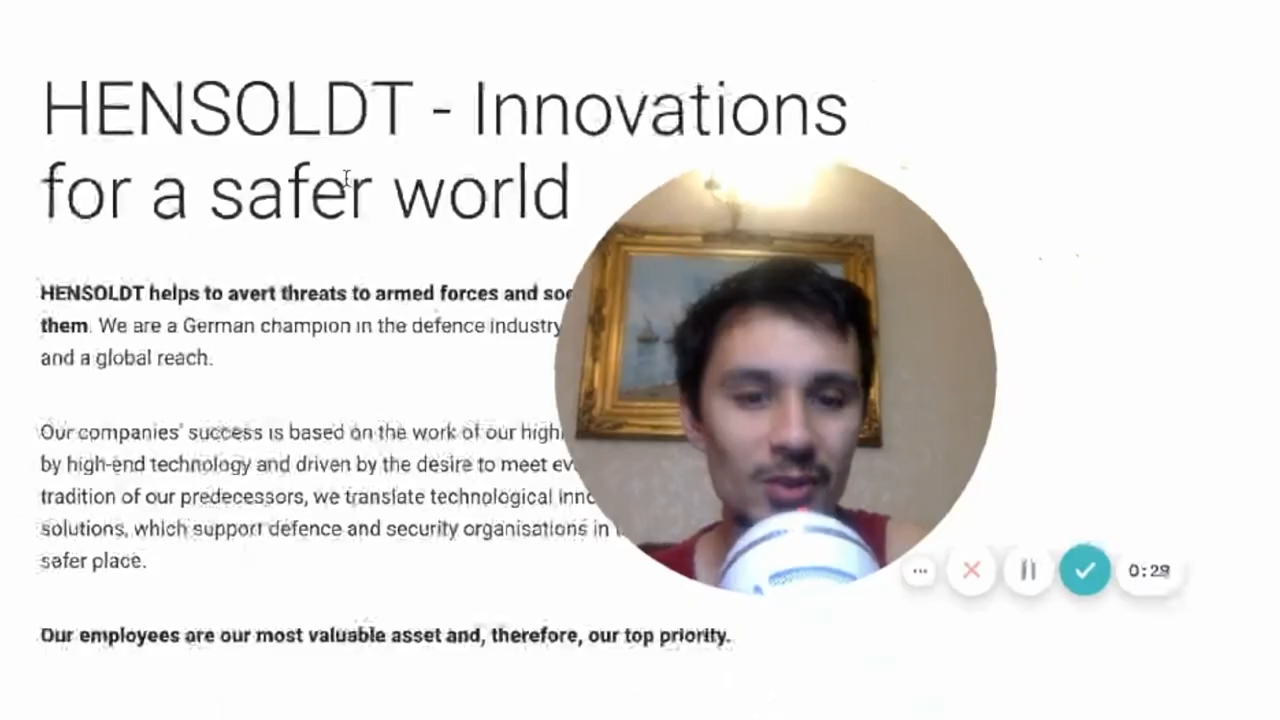 HENSOLDT - Innovations
for a safer world
HENSOLDT helps to avert threats to armed forces and
them. We are a German champion in the defence industry
and a global reach.
Our companies' success is based on the work of our
by high-end technology and driven by the desire to meet
tradition of our predecessors, we translate technological
solutions, which support defence and security organisations in
safer place.
Our employees are our most valuable asset and, therefore, our top priority.
0:29